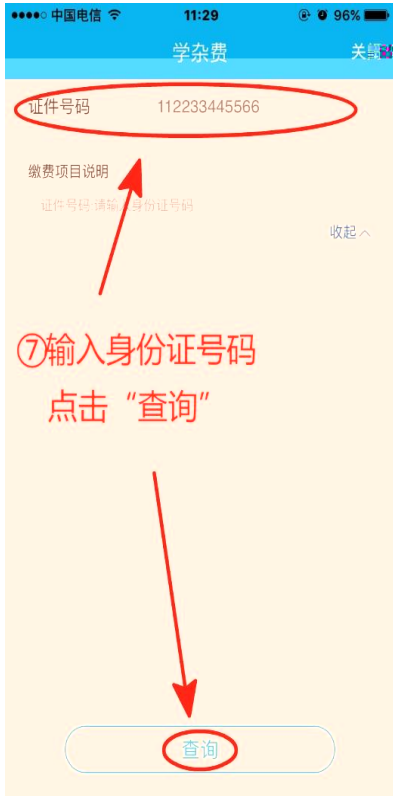 中国电信 11:29 96%
学杂费 关
证件号码 112233445566
缴费项目说明
证件号码:请输入身份证号码
收起
⑦输入身份证号码
点击“查询”
查询